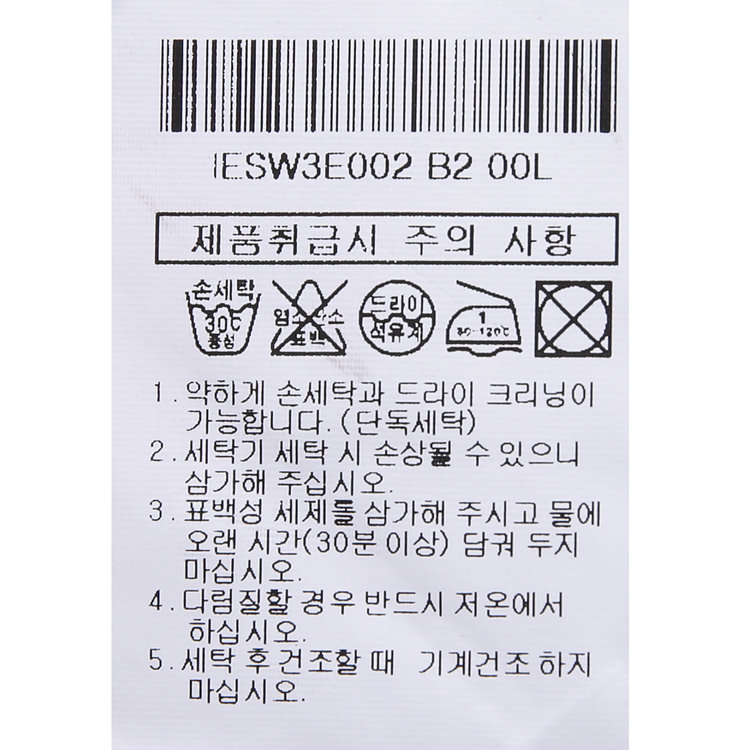 IESW3E002 B2 00L
제품취급시 주의 사항
손세탁
30℃
중성
염소산소
표백
드라이
석유계
1
80-120℃
1.약하게 손세탁과 드라이 크리닝이
가능합니다.(단독세탁)
2.세탁기 세탁 시 손상될 수 있으니
삼가해 주십시오.
3.표백성 세제를 삼가해 주시고 물에
오랜 시간(30분 이상) 담궈 두지
마십시오.
4.다림질할 경우 반드시 저온에서
하십시오.
5.세탁 후 건조할 때 기계건조 하지
마십시오.